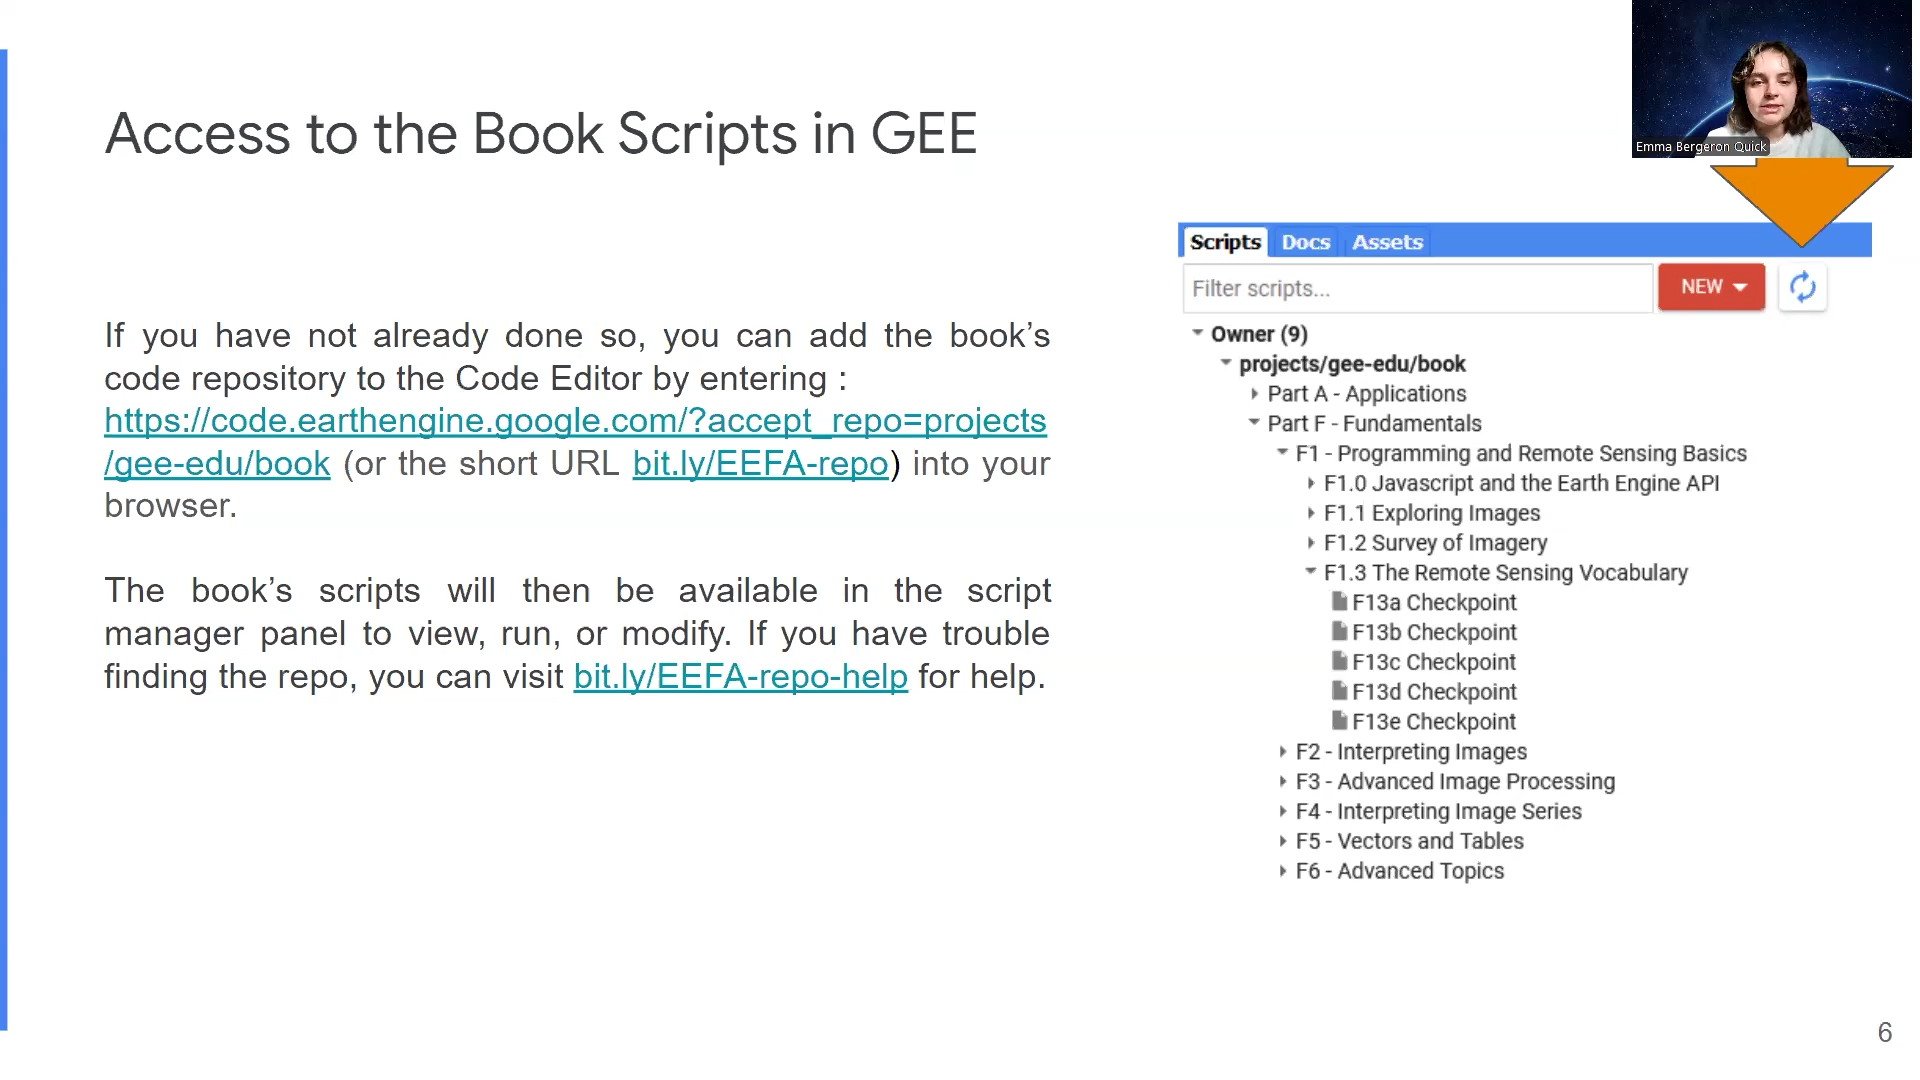 Access to the Book Scripts in GEE
Emma Bergeron Quick
If you have not already done so, you can add the book’s
code repository to the Code Editor by entering :
https://code.earthengine.google.com/?accept_repo=projects
/gee-edu/book (or the short URL bit.ly/EEFA-repo) into your
browser.
The book’s scripts will then be available in the script
manager panel to view, run, or modify. If you have trouble
finding the repo, you can visit bit.ly/EEFA-repo-help for help.
Scripts Docs Assets
Filter scripts... NEW
Owner (9)
projects/gee-edu/book
Part A - Applications
Part F - Fundamentals
F1 - Programming and Remote Sensing Basics
F1.0 Javascript and the Earth Engine API
F1.1 Exploring Images
F1.2 Survey of Imagery
F1.3 The Remote Sensing Vocabulary
F13a Checkpoint
F13b Checkpoint
F13c Checkpoint
F13d Checkpoint
F13e Checkpoint
F2 - Interpreting Images
F3 - Advanced Image Processing
F4 - Interpreting Image Series
F5 - Vectors and Tables
F6 - Advanced Topics
6